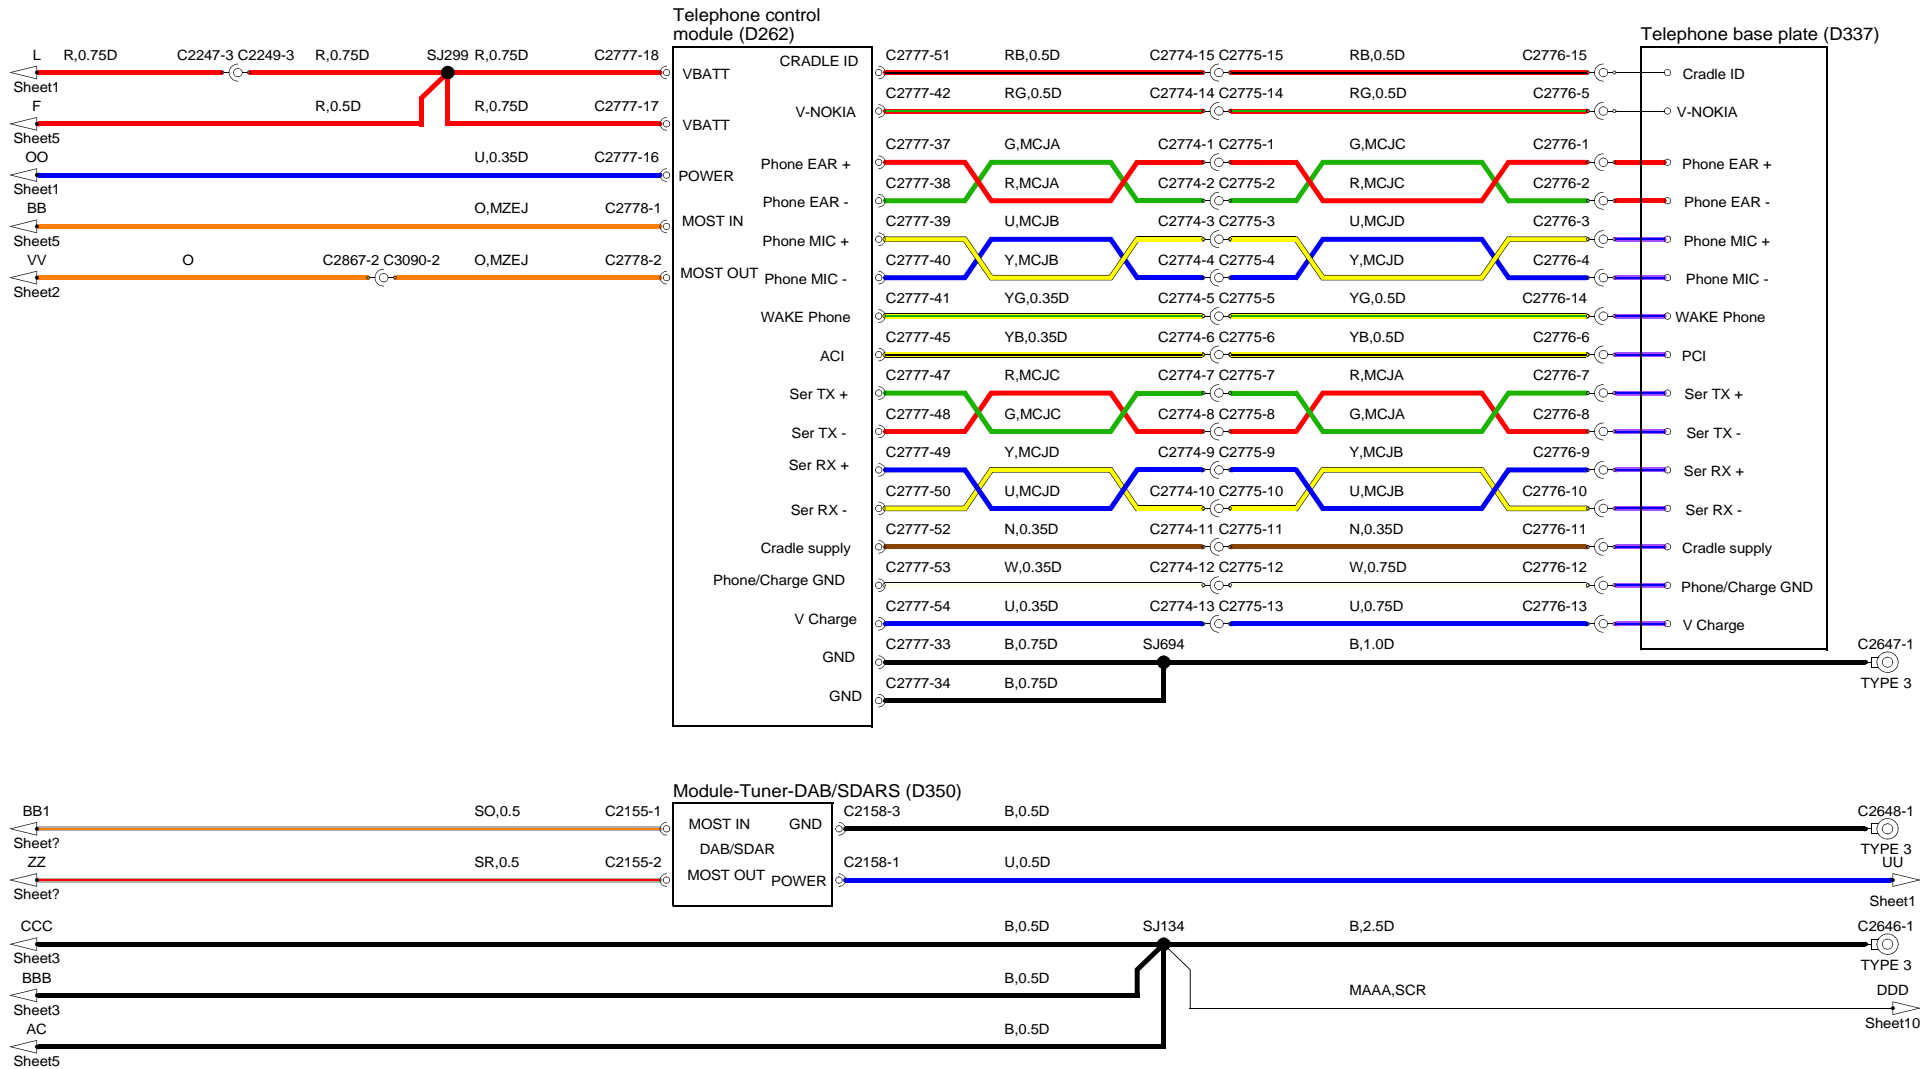 Telephone control
module (D262)
Telephone base plate (D337)
L R,0.75D C2247-3 C2249-3 R,0.75D SJ299 R,0.75D C2777-18
Sheet1
VBATT
F R,0.5D R,0.75D C2777-17
Sheet5
VBATT
OO U,0.35D C2777-16
Sheet1
POWER
BB O,MZEJ C2778-1
Sheet5
MOST IN
VV O C2867-2 C3090-2 O,MZEJ C2778-2
Sheet2
MOST OUT
CRADLE ID C2777-51 RB,0.5D C2774-15 C2775-15 RB,0.5D C2776-15 Cradle ID
V-NOKIA C2777-42 RG,0.5D C2774-14 C2775-14 RG,0.5D C2776-5 V-NOKIA
Phone EAR + C2777-37 G,MCJA C2774-1 C2775-1 G,MCJC C2776-1 Phone EAR +
Phone EAR - C2777-38 R,MCJA C2774-2 C2775-2 R,MCJC C2776-2 Phone EAR -
Phone MIC + C2777-39 U,MCJB C2774-3 C2775-3 U,MCJD C2776-3 Phone MIC +
Phone MIC - C2777-40 Y,MCJB C2774-4 C2775-4 Y,MCJD C2776-4 Phone MIC -
WAKE Phone C2777-41 YG,0.35D C2774-5 C2775-5 YG,0.5D C2776-14 WAKE Phone
ACI C2777-45 YB,0.35D C2774-6 C2775-6 YB,0.5D C2776-6 PCI
Ser TX + C2777-47 R,MCJC C2774-7 C2775-7 R,MCJA C2776-7 Ser TX +
Ser TX - C2777-48 G,MCJC C2774-8 C2775-8 G,MCJA C2776-8 Ser TX -
Ser RX + C2777-49 Y,MCJD C2774-9 C2775-9 Y,MCJB C2776-9 Ser RX +
Ser RX - C2777-50 U,MCJD C2774-10 C2775-10 U,MCJB C2776-10 Ser RX -
Cradle supply C2777-52 N,0.35D C2774-11 C2775-11 N,0.35D C2776-11 Cradle supply
Phone/Charge GND C2777-53 W,0.35D C2774-12 C2775-12 W,0.75D C2776-12 Phone/Charge GND
V Charge C2777-54 U,0.35D C2774-13 C2775-13 U,0.75D C2776-13 V Charge
GND C2777-33 B,0.75D SJ694 B,1.0D C2647-1
TYPE 3
GND C2777-34 B,0.75D
Module-Tuner-DAB/SDARS (D350)
BB1 SO,0.5 C2155-1 MOST IN GND C2158-3 B,0.5D C2648-1
Sheet? DAB/SDAR TYPE 3
ZZ SR,0.5 C2155-2 MOST OUT POWER C2158-1 U,0.5D UU
Sheet? Sheet1
CCC B,0.5D SJ134 B,2.5D C2646-1
Sheet3 TYPE 3
BBB B,0.5D MAAA,SCR DDD
Sheet3 Sheet10
AC B,0.5D
Sheet5